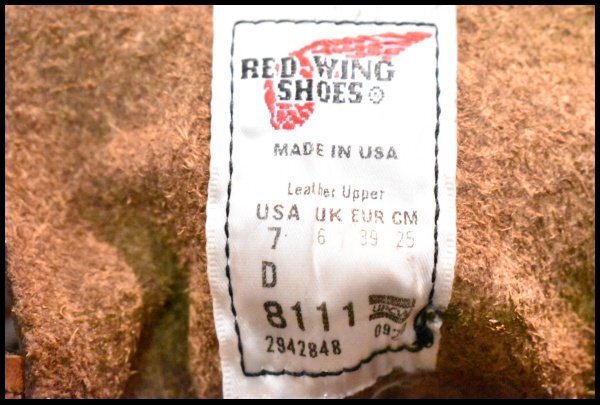 RED WING
SHOES®
MADE IN USA
Leather Upper
USA UK EUR CM
7 6 39 25
D
8111
2942848